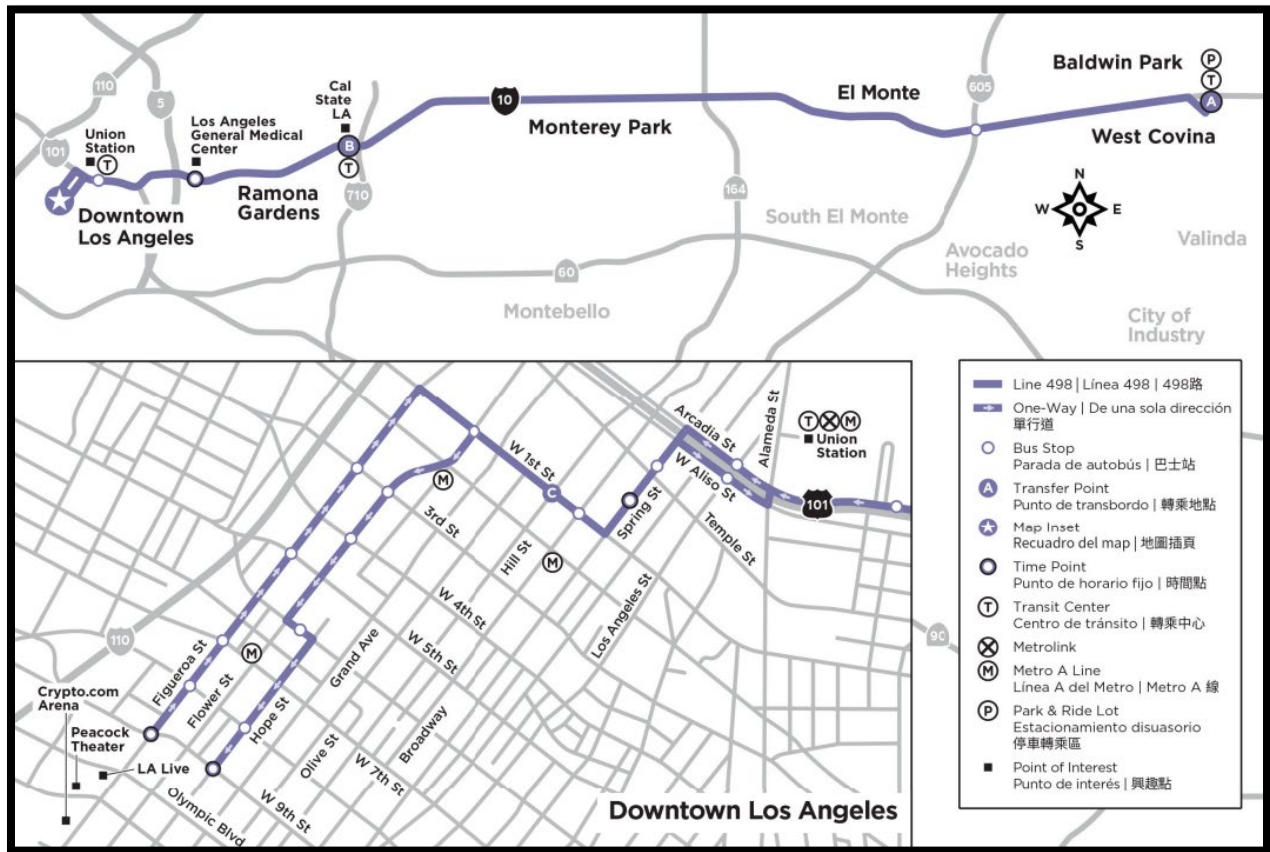 Baldwin Park
P
T
A
West Covina
El Monte
605
10
Monterey Park
Cal
State
LA
B
T
710
110
5
101
Union
Station
T
Los Angeles
General Medical
Center
Ramona
Gardens
Downtown
Los Angeles
164
South El Monte
N
W
E
S
Avocado
Heights
Valinda
60
Montebello
City of
Industry
90
Arcadia St
Alameda St
T
M
Union
Station
W 1st St
W Aliso St
101
C
Spring St
Temple St
M
3rd St
Hill St
M
W 4th St
Los Angeles St
110
W 5th St
Grand Ave
M
Figueroa St
Flower St
Crypto.com
Arena
Peacock
Theater
Hope St
Broadway
LA Live
Olive St
W 7th St
Olympic Blvd
W 9th St
Downtown Los Angeles
Line 498 | Línea 498 | 498路
One-Way | De una sola dirección
單行道
Bus Stop
Parada de autobús | 巴士站
A
Transfer Point
Punto de transbordo | 轉乘地點
Map Inset
Recuadro del map | 地圖插頁
Time Point
Punto de horario fijo | 時間點
T
Transit Center
Centro de tránsito | 轉乘中心
Metrolink
M
Metro A Line
Línea A del Metro | Metro A 線
P
Park & Ride Lot
Estacionamiento disuasorio
停車轉乘區
Point of Interest
Punto de interés | 興趣點